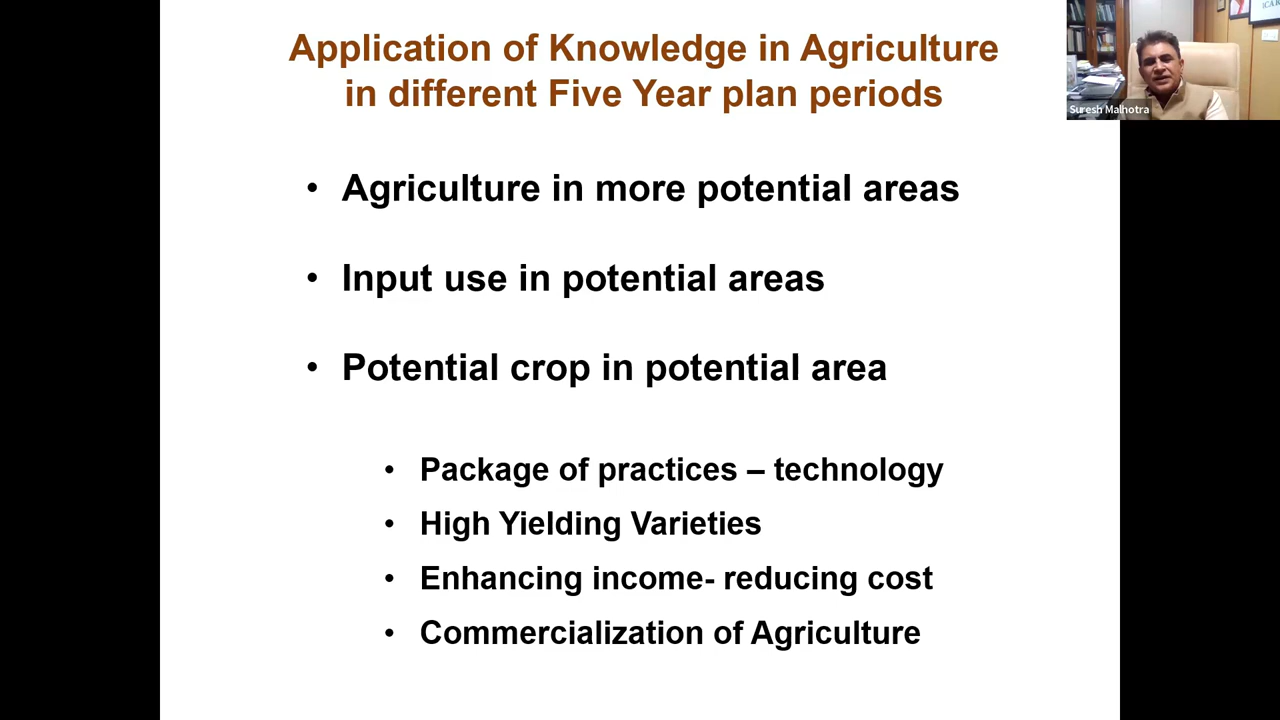 Application of Knowledge in Agriculture
in different Five Year plan periods
• Agriculture in more potential areas
• Input use in potential areas
• Potential crop in potential area
• Package of practices – technology
• High Yielding Varieties
• Enhancing income- reducing cost
• Commercialization of Agriculture
Suresh Malhotra